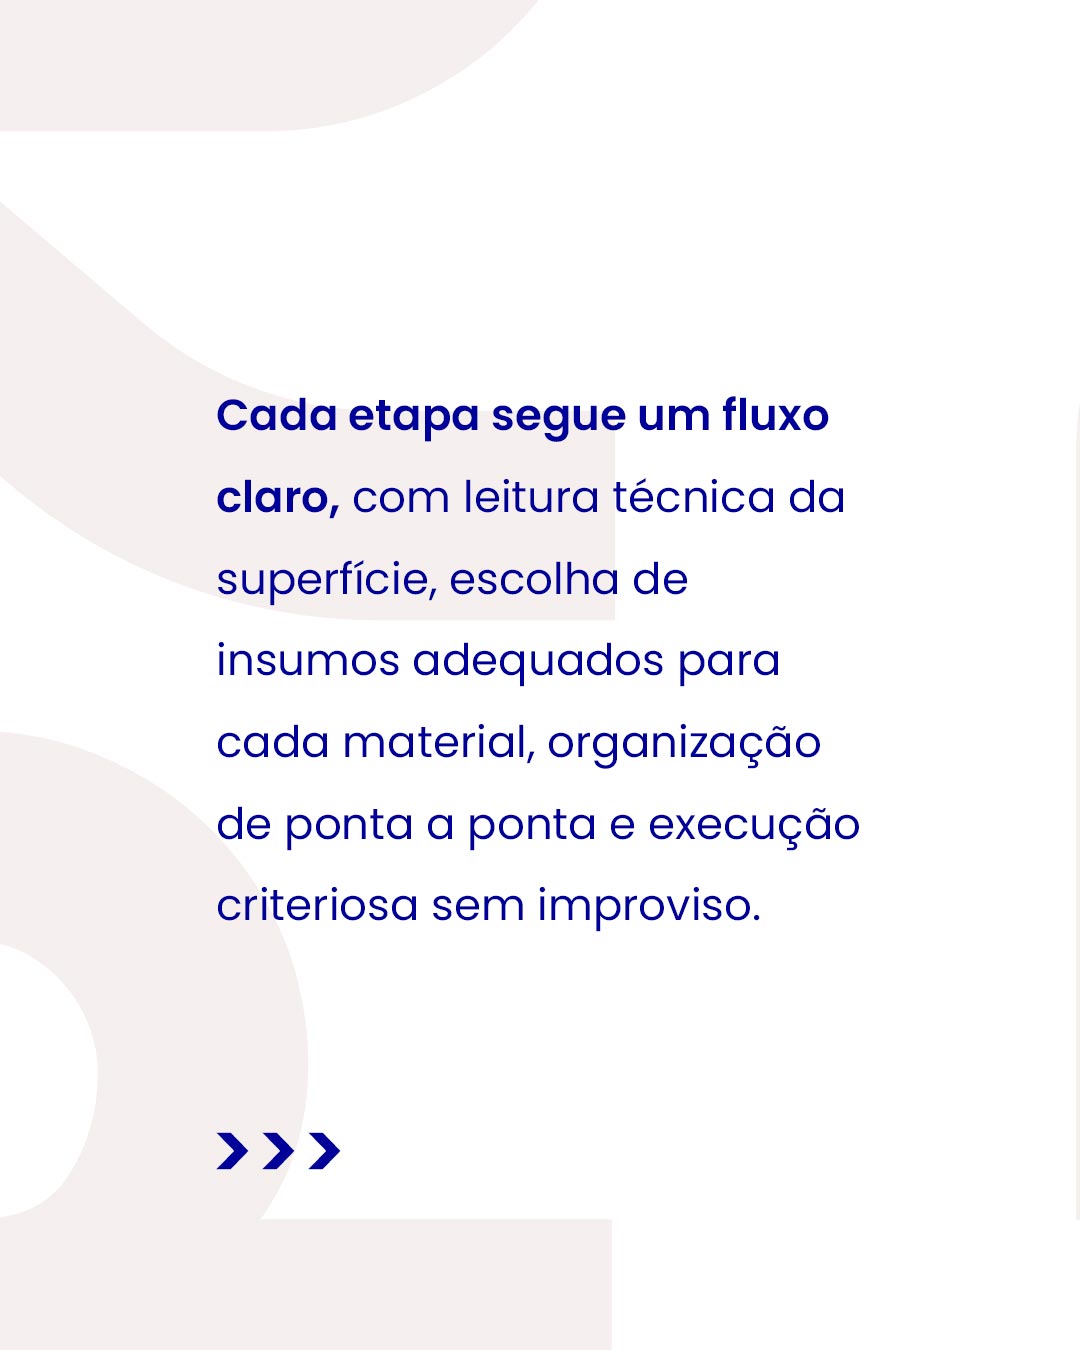 Cada etapa segue um fluxo
claro, com leitura técnica da
superfície, escolha de
insumos adequados para
cada material, organização
de ponta a ponta e execução
criteriosa sem improviso.